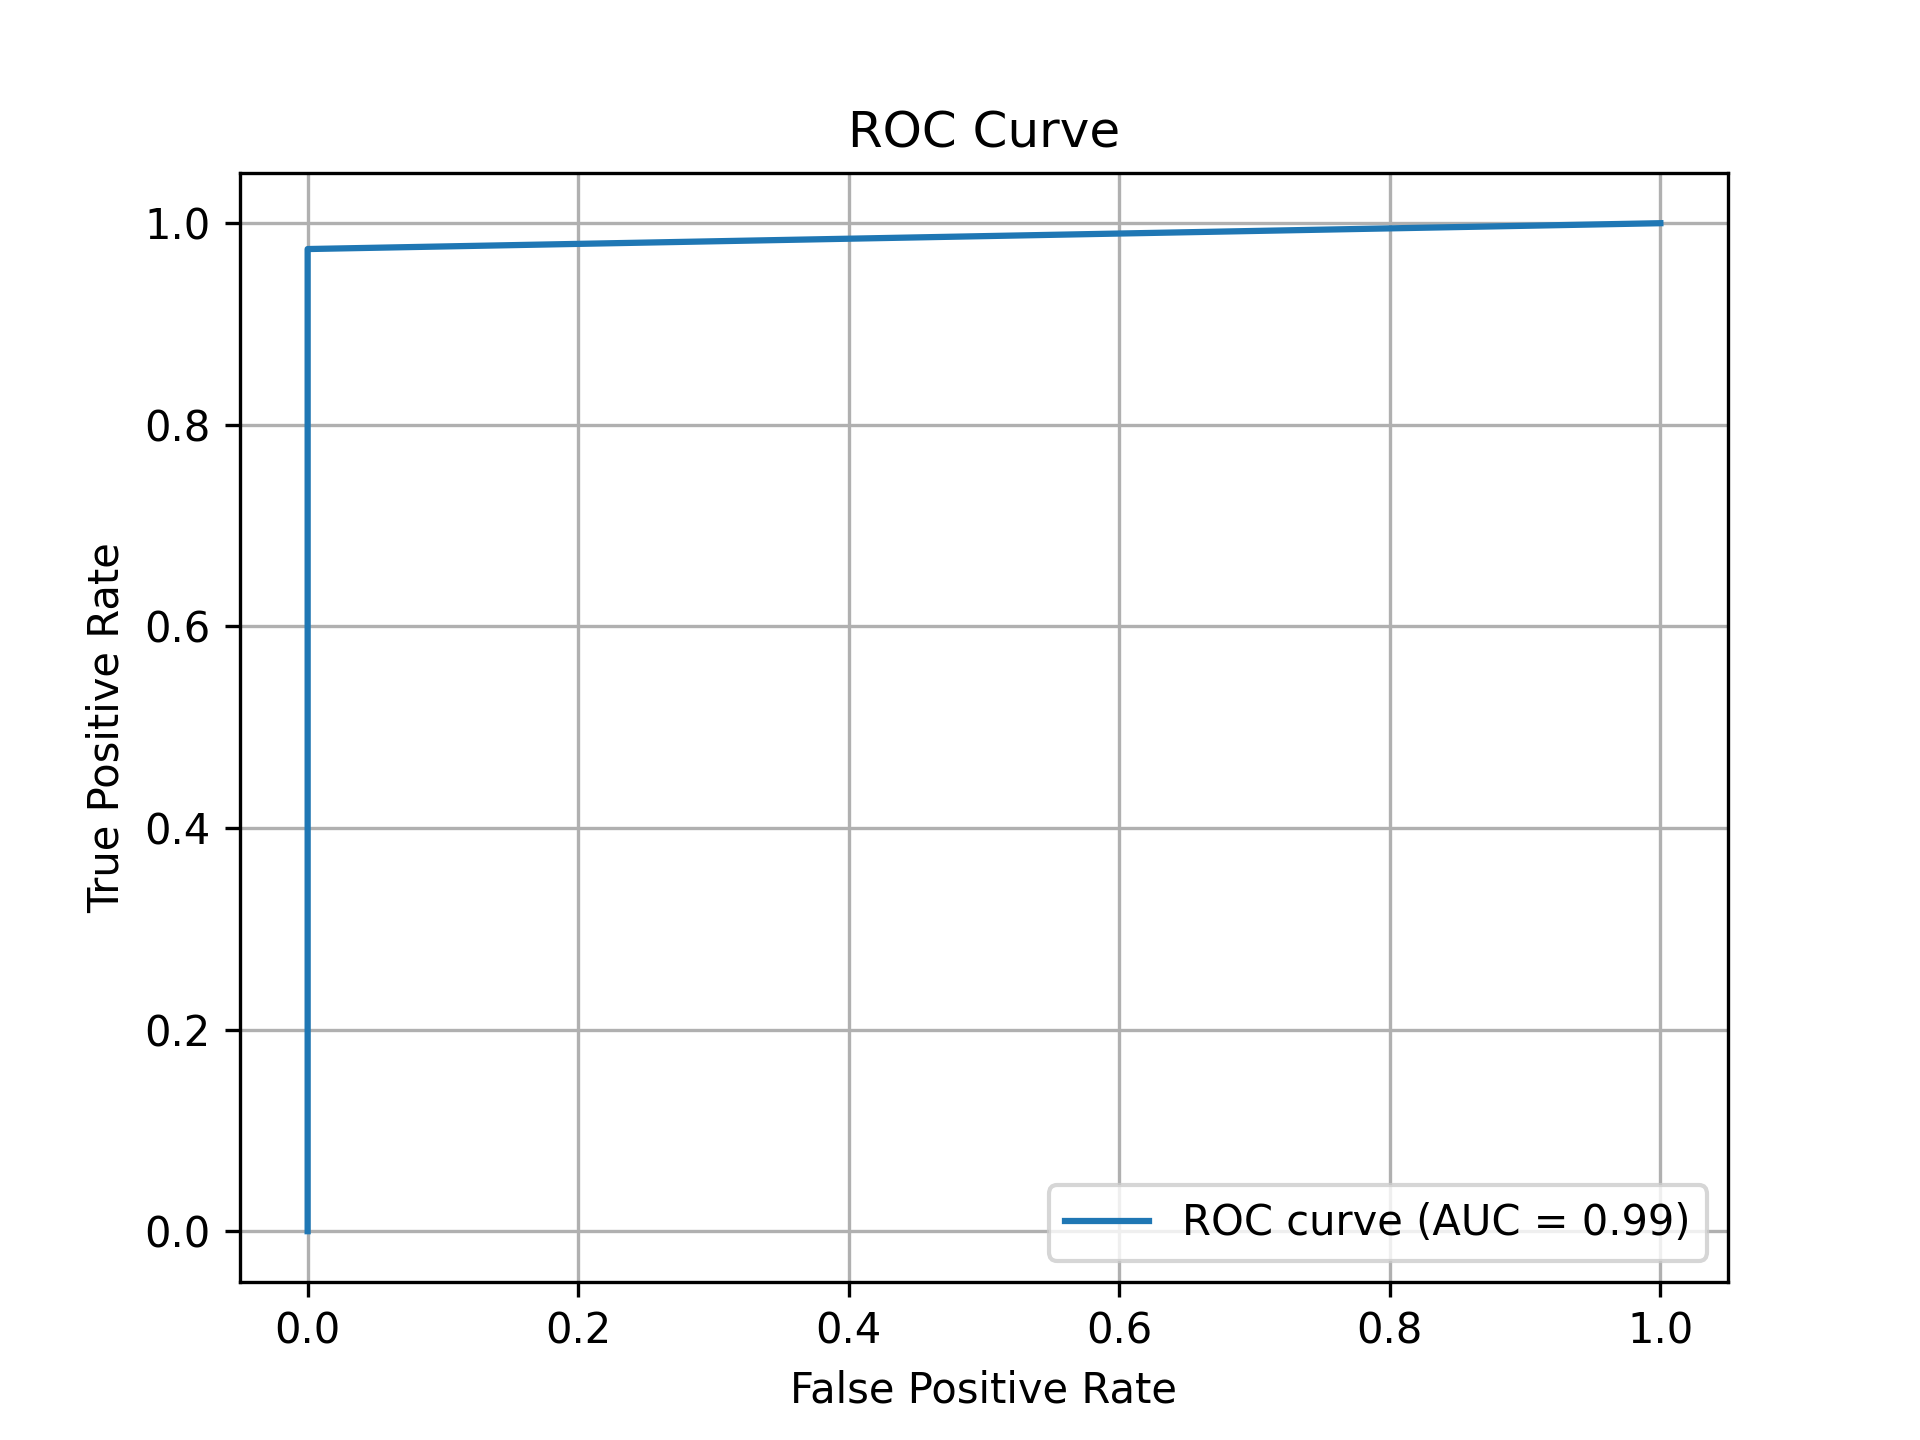 ROC Curve
1.0
0.8
0.6
0.4
0.2
0.0
True Positive Rate
ROC curve (AUC = 0.99)
0.0 0.2 0.4 0.6 0.8 1.0
False Positive Rate